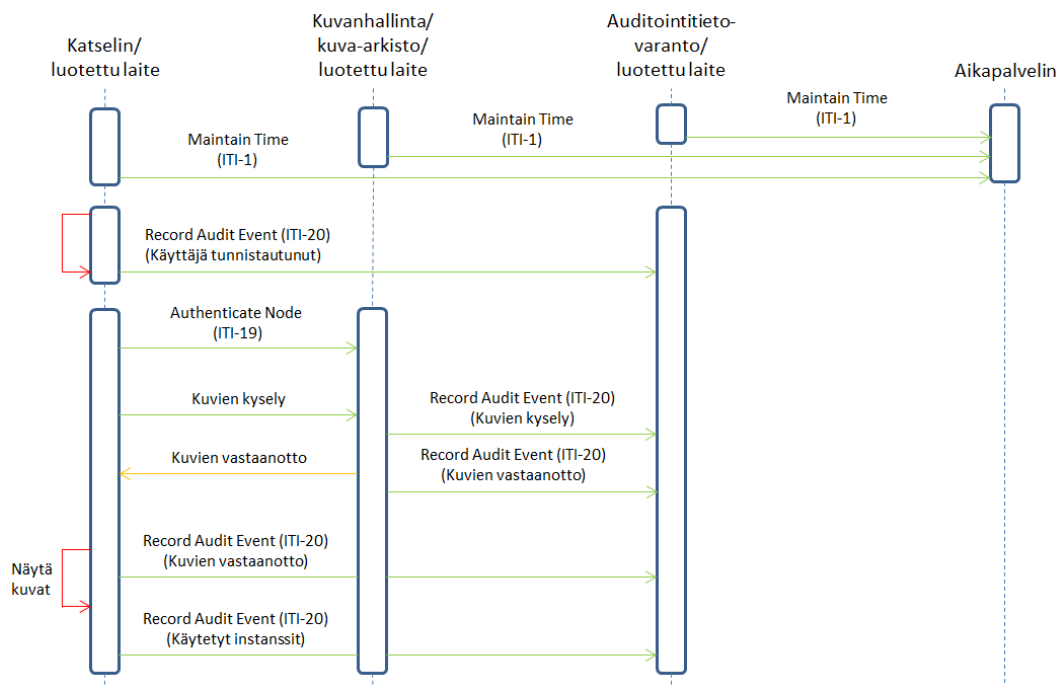 Katselin/
luotettu laite
Kuvanhallinta/
kuva-arkisto/
luotettu laite
Auditointitieto-
varanto/
luotettu laite
Aikapalvelin
Maintain Time
(ITI-1)
Maintain Time
(ITI-1)
Maintain Time
(ITI-1)
Record Audit Event (ITI-20)
(Käyttäjä tunnistautunut)
Authenticate Node
(ITI-19)
Kuvien kysely
Record Audit Event (ITI-20)
(Kuvien kysely)
Kuvien vastaanotto
Record Audit Event (ITI-20)
(Kuvien vastaanotto)
Näytä
kuvat
Record Audit Event (ITI-20)
(Kuvien vastaanotto)
Record Audit Event (ITI-20)
(Käytetyt instanssit)